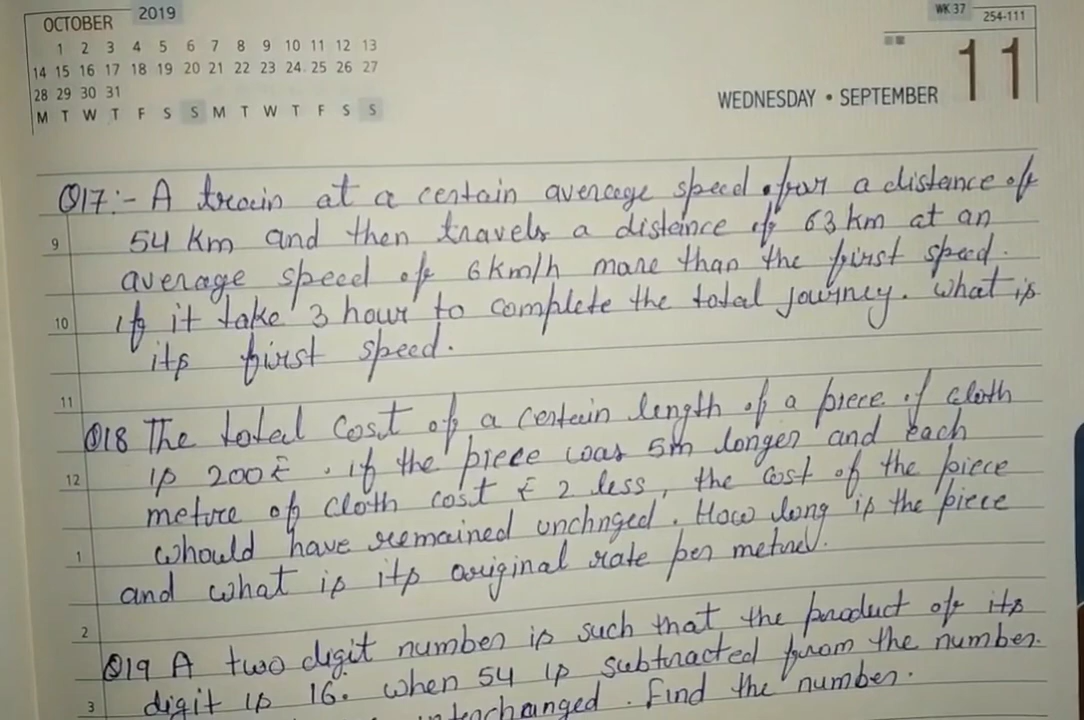 OCTOBER 2019
1 2 3 4 5 6 7 8 9 10 11 12 13
14 15 16 17 18 19 20 21 22 23 24 25 26 27
28 29 30 31
M T W T F S S M T W T F S S
WK 37 254-111
WEDNESDAY • SEPTEMBER 11
Q17:- A train at a certain average speed for a distance of
9 54 km and then travels a distance of 63 km at an
average speed of 6 km/h more than the first speed.
10 if it take 3 hour to complete the total journey. what is
its first speed.
11
Q18 The total cost of a certain length of a piece of cloth
12 is 200₹. if the piece was 5m longer and each
metre of cloth cost ₹ 2 less, the cost of the piece
1 whould have remained unchnged. How long is the piece
and what is its original rate per metre.
2
Q19 A two digit number is such that the product of its
3 digit is 16. when 54 is subtracted from the number.
interchanged. Find the number.